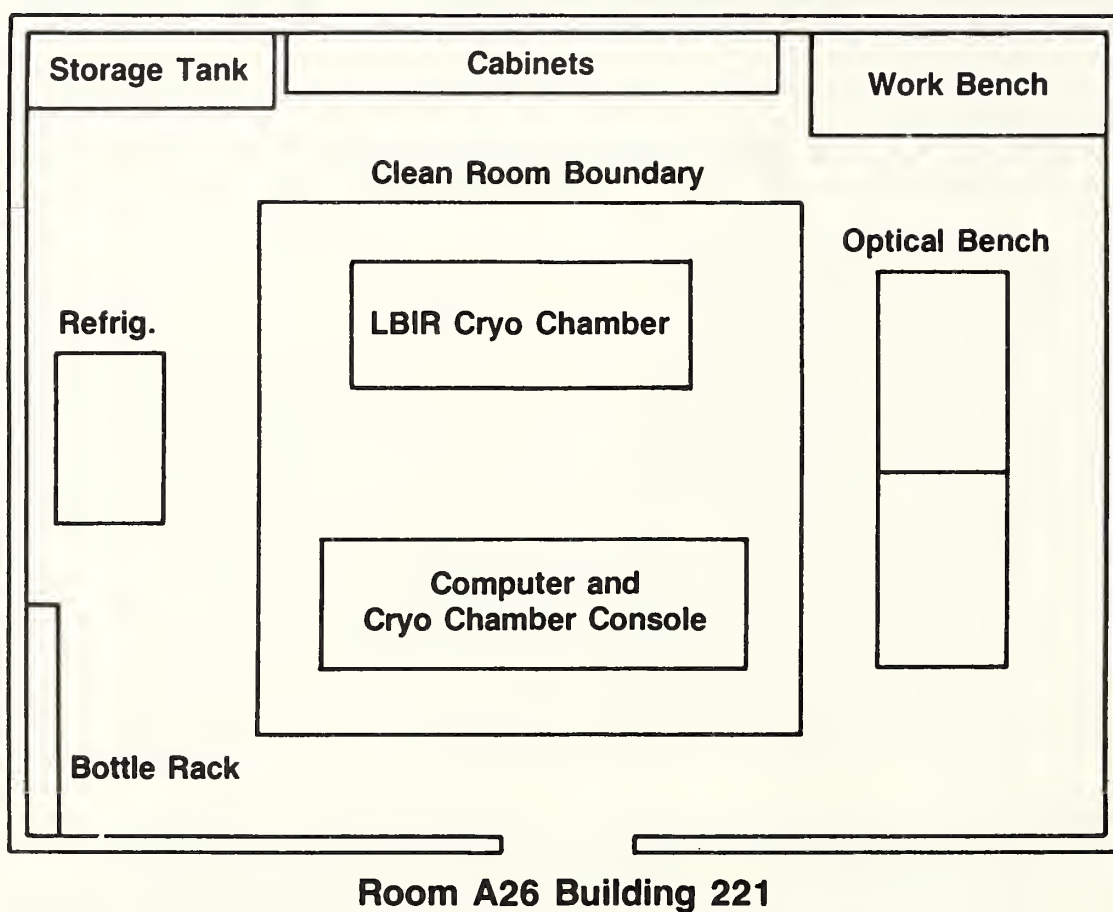 Storage Tank
Cabinets
Work Bench
Clean Room Boundary
Optical Bench
Refrig.
LBIR Cryo Chamber
Computer and
Cryo Chamber Console
Bottle Rack
Room A26 Building 221